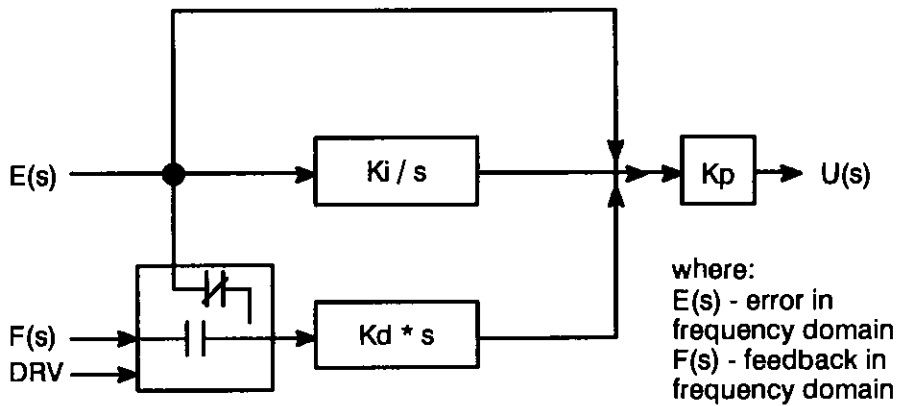 E(s)
Ki / s
Kp
U(s)
F(s)
DRV
Kd * s
where:
E(s) - error in
frequency domain
F(s) - feedback in
frequency domain